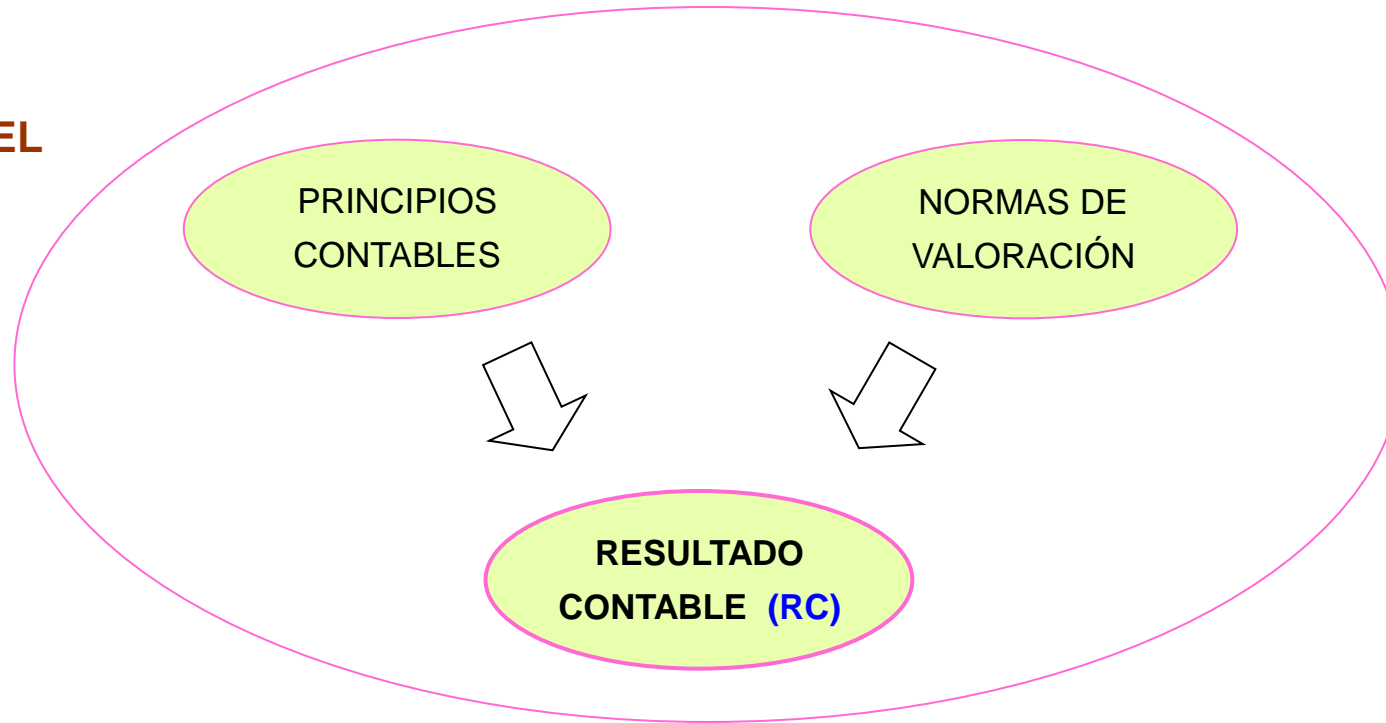 EL
PRINCIPIOS
CONTABLES
NORMAS DE
VALORACIÓN
RESULTADO
CONTABLE (RC)